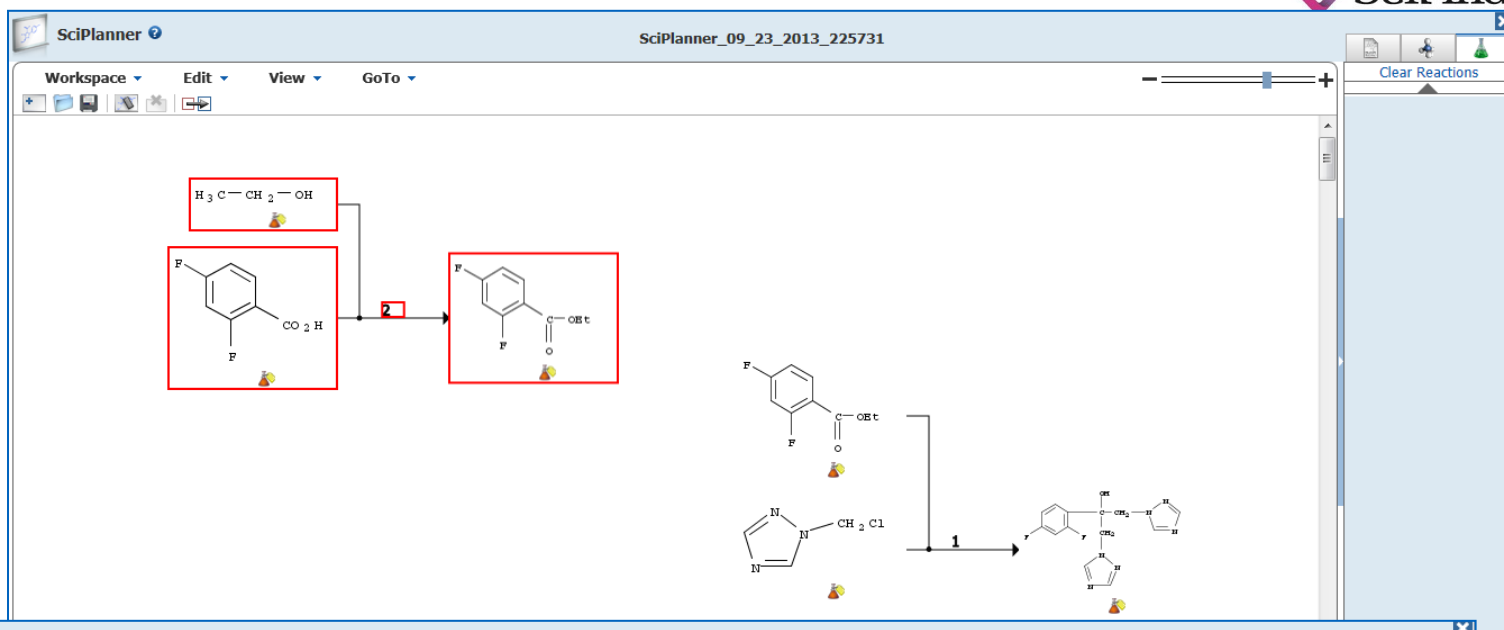 SciPlanner
SciPlanner_09_23_2013_225731
Workspace Edit View GoTo
Clear Reactions
H3C—CH2—OH
F
CO2H
F
2
F
C—OEt
F
O
F
C—OEt
F
O
N
N
CH2Cl
N
1
OH
C CH2 N N
F F CH2 N
N
N
N